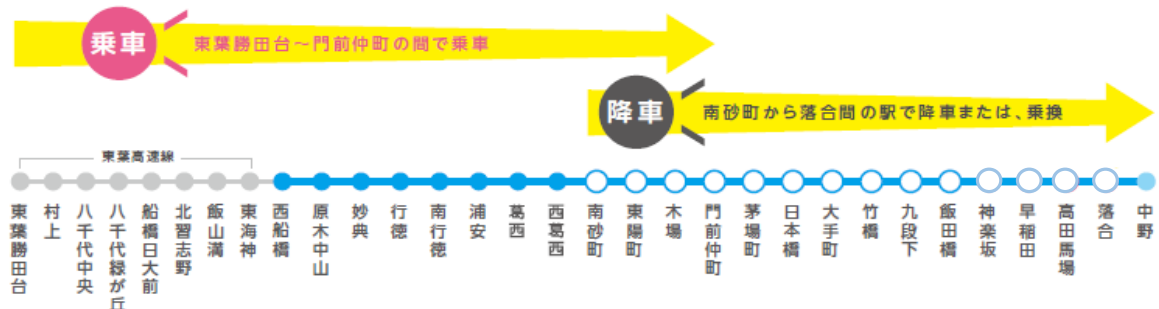 乗車
東葉勝田台～門前仲町の間で乗車
降車
南砂町から落合間の駅で降車または、乗換
東葉高速線
東葉勝田台
村上
八千代中央
八千代緑が丘
船橋日大前
北習志野
飯山満
東海神
西船橋
原木中山
妙典
行徳
南行徳
浦安
葛西
西葛西
南砂町
東陽町
木場
門前仲町
茅場町
日本橋
大手町
竹橋
九段下
飯田橋
神楽坂
早稲田
高田馬場
落合
中野